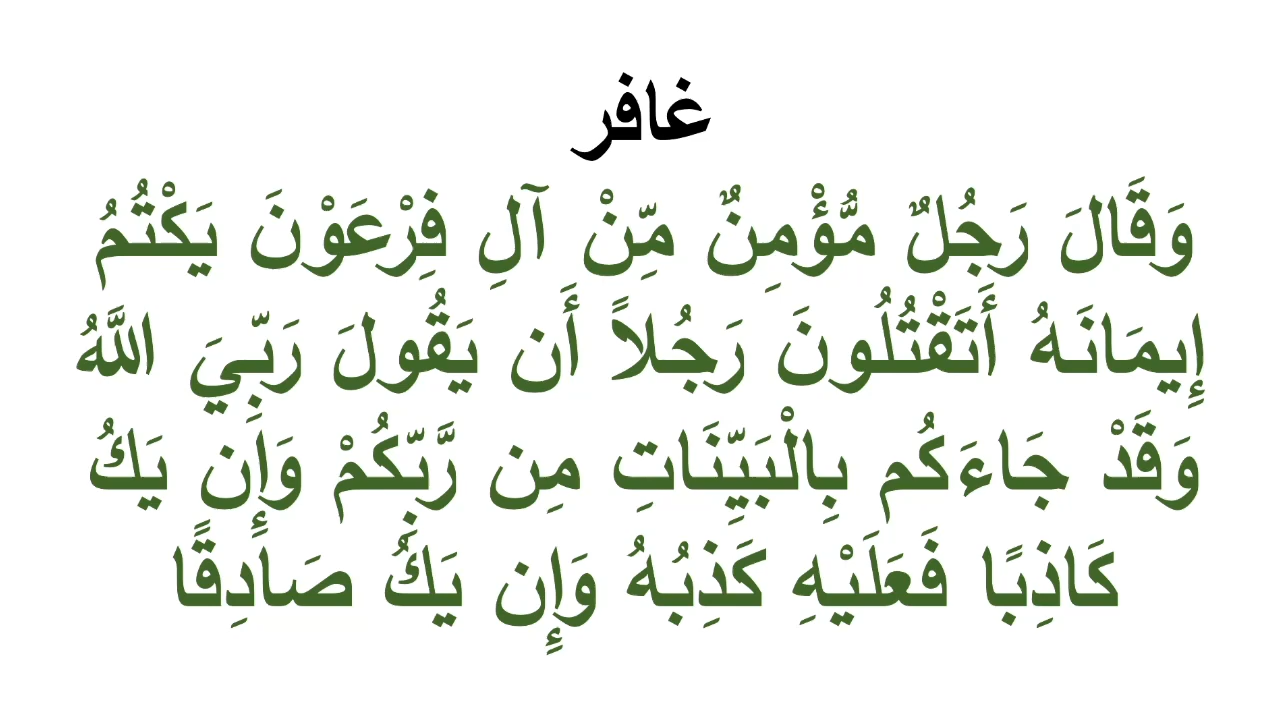 غافر
وَقَالَ رَجُلٌ مُّؤْمِنٌ مِّنْ آلِ فِرْعَوْنَ يَكْتُمُ
إِيمَانَهُ أَتَقْتُلُونَ رَجُلاً أَن يَقُولَ رَبِّيَ اللَّهُ
وَقَدْ جَاءَكُم بِالْبَيِّنَاتِ مِن رَّبِّكُمْ وَإِن يَكُ
كَاذِبًا فَعَلَيْهِ كَذِبُهُ وَإِن يَكُ صَادِقًا